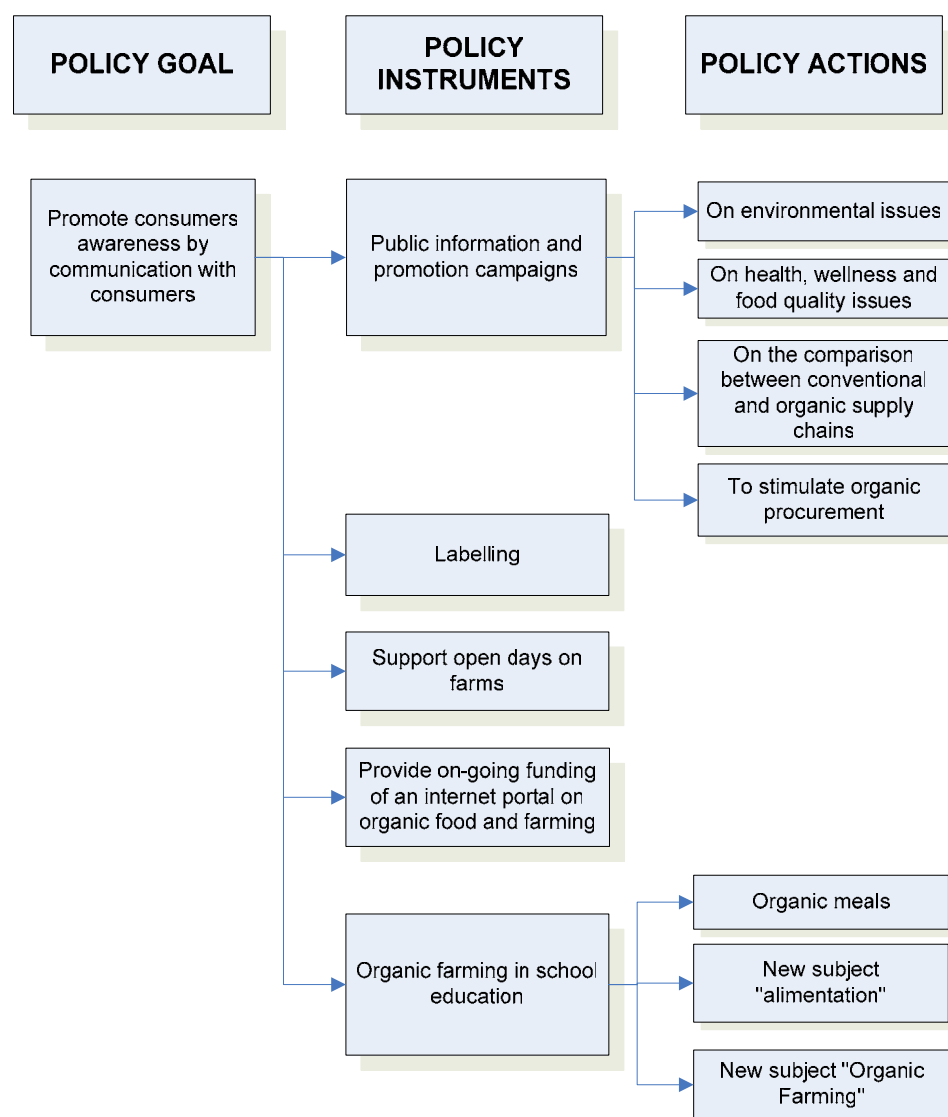 POLICY GOAL
POLICY
INSTRUMENTS
POLICY ACTIONS
Promote consumers
awareness by
communication with
consumers
Public information and
promotion campaigns
On environmental issues
On health, wellness and
food quality issues
On the comparison
between conventional
and organic supply
chains
To stimulate organic
procurement
Labelling
Support open days on
farms
Provide on-going funding
of an internet portal on
organic food and farming
Organic farming in school
education
Organic meals
New subject
"alimentation"
New subject "Organic
Farming"